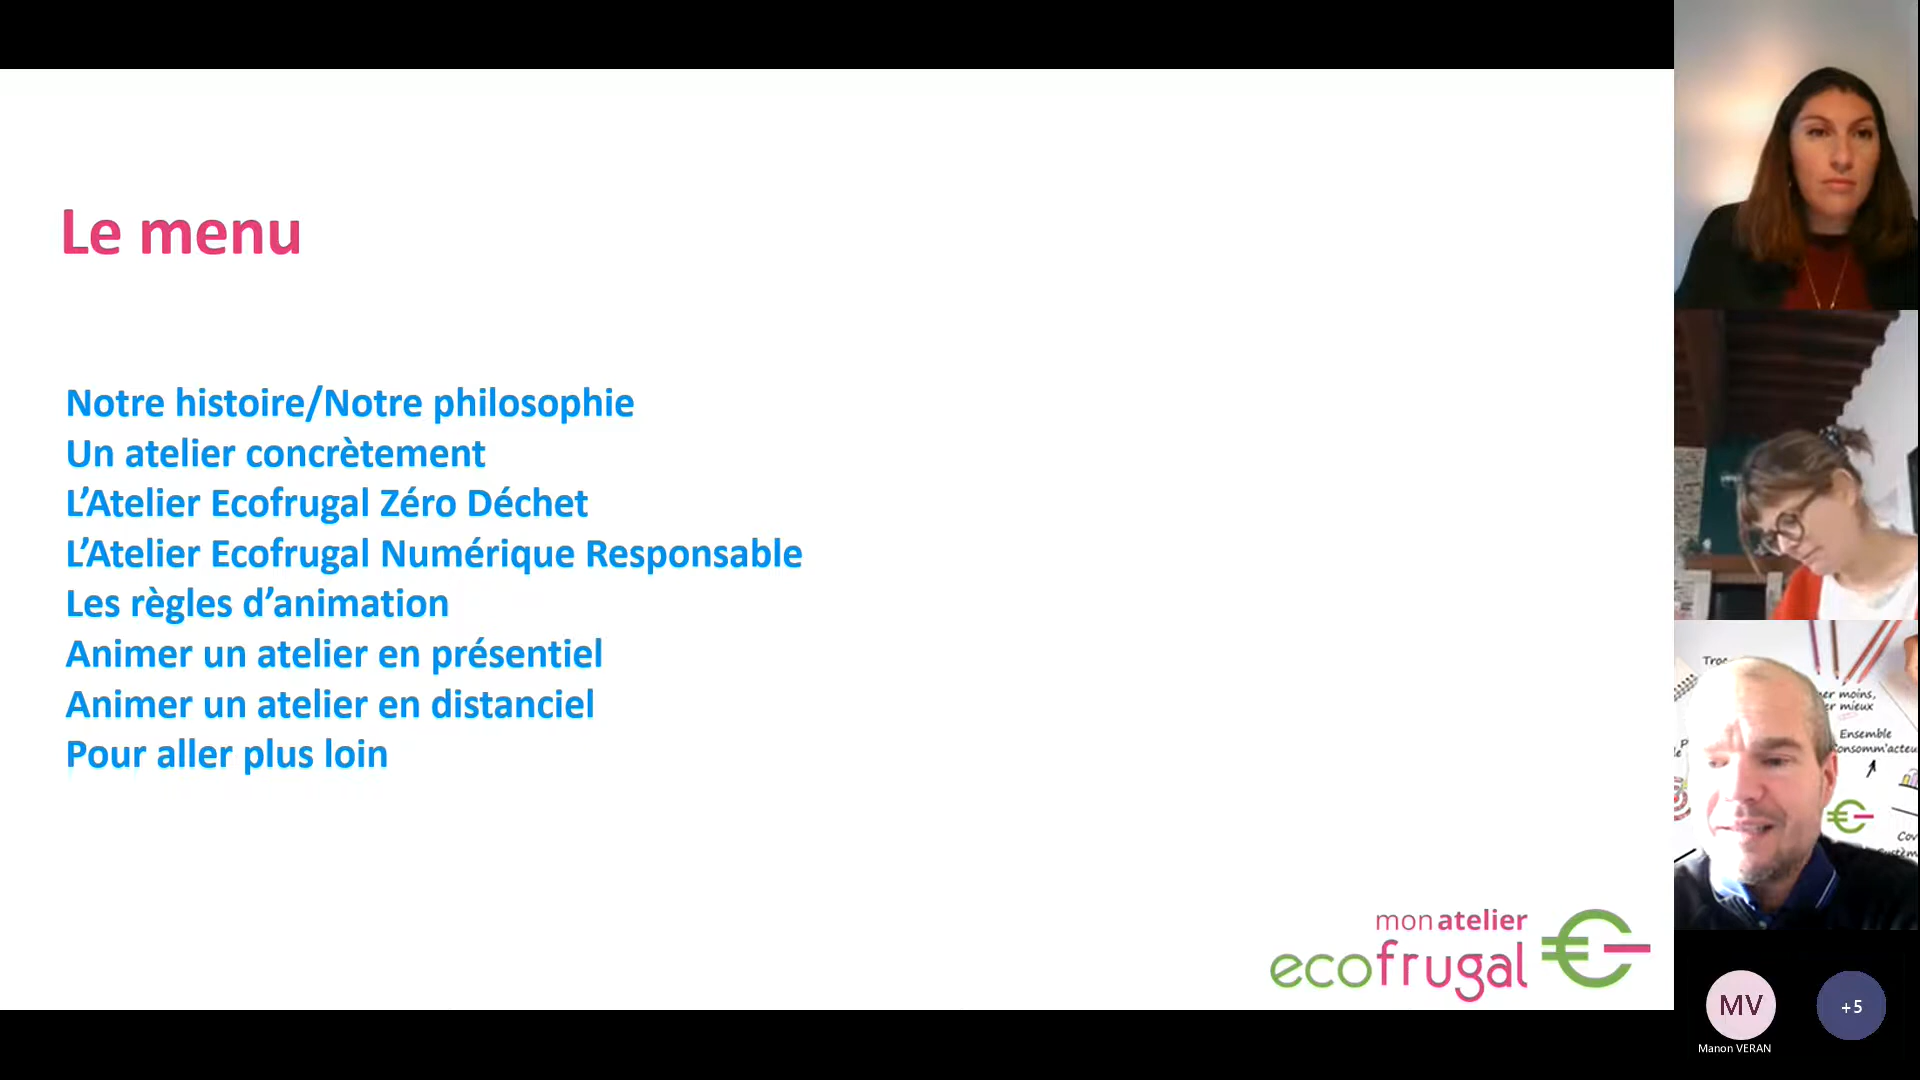 Le menu
Notre histoire/Notre philosophie
Un atelier concrètement
L’Atelier Ecofrugal Zéro Déchet
L’Atelier Ecofrugal Numérique Responsable
Les règles d’animation
Animer un atelier en présentiel
Animer un atelier en distanciel
Pour aller plus loin
mon atelier
ecofrugal
Ensemble
MV
+5
Manon VERAN